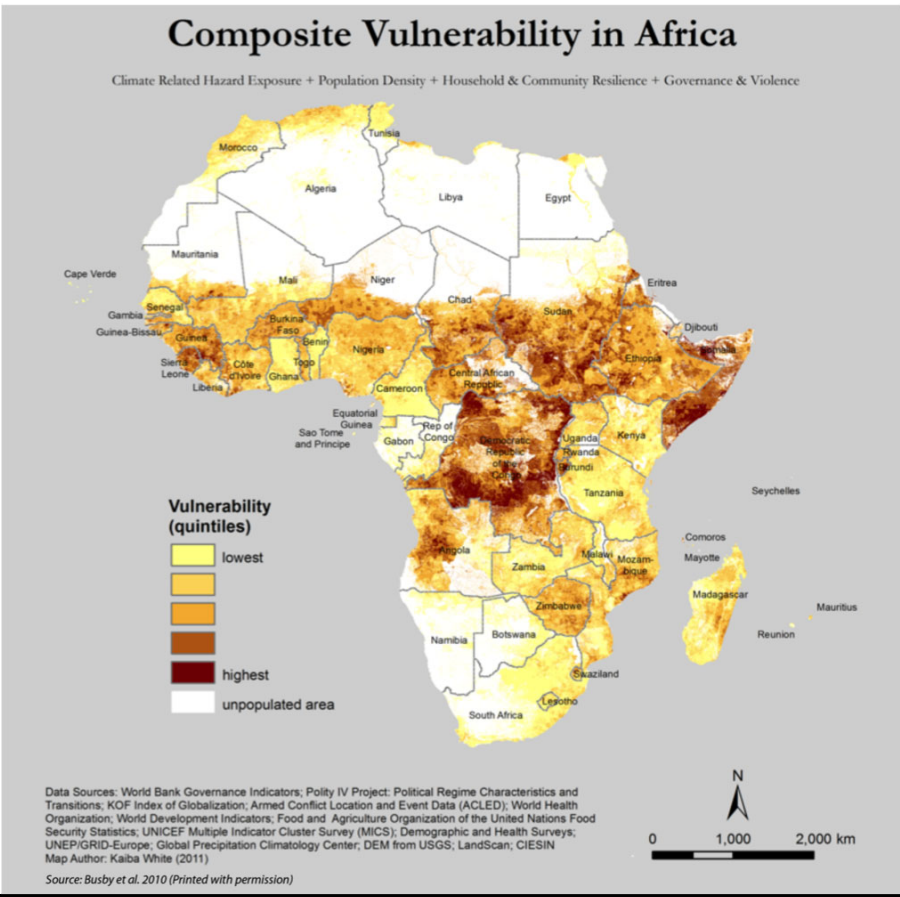 Composite Vulnerability in Africa
Climate Related Hazard Exposure + Population Density + Household & Community Resilience + Governance & Violence
Tunisia
Morocco
Algeria
Libya
Egypt
Mauritania
Cape Verde
Mali
Niger
Chad
Sudan
Eritrea
Senegal
Gambia
Guinea-Bissau
Guinea
Burkina
Faso
Benin
Togo
Nigeria
Djibouti
Somalia
Ethiopia
Sierra
Leone
Liberia
Côte
d'Ivoire
Ghana
Cameroon
Central African
Republic
Equatorial
Guinea
Sao Tome
and Principe
Gabon
Rep of
Congo
Democratic
Republic
of the
Congo
Uganda
Rwanda
Burundi
Kenya
Tanzania
Seychelles
Comoros
Mayotte
Angola
Zambia
Malawi
Mozam-
bique
Madagascar
Mauritius
Reunion
Zimbabwe
Namibia
Botswana
Swaziland
Lesotho
South Africa
Vulnerability
(quintiles)
lowest
highest
unpopulated area
N
0 1,000 2,000 km
Data Sources: World Bank Governance Indicators; Polity IV Project: Political Regime Characteristics and
Transitions; KOF Index of Globalization; Armed Conflict Location and Event Data (ACLED); World Health
Organization; World Development Indicators; Food and Agriculture Organization of the United Nations Food
Security Statistics; UNICEF Multiple Indicator Cluster Survey (MICS); Demographic and Health Surveys;
UNEP/GRID-Europe; Global Precipitation Climatology Center; DEM from USGS; LandScan; CIESIN
Map Author: Kaiba White (2011)
Source: Busby et al. 2010 (Printed with permission)